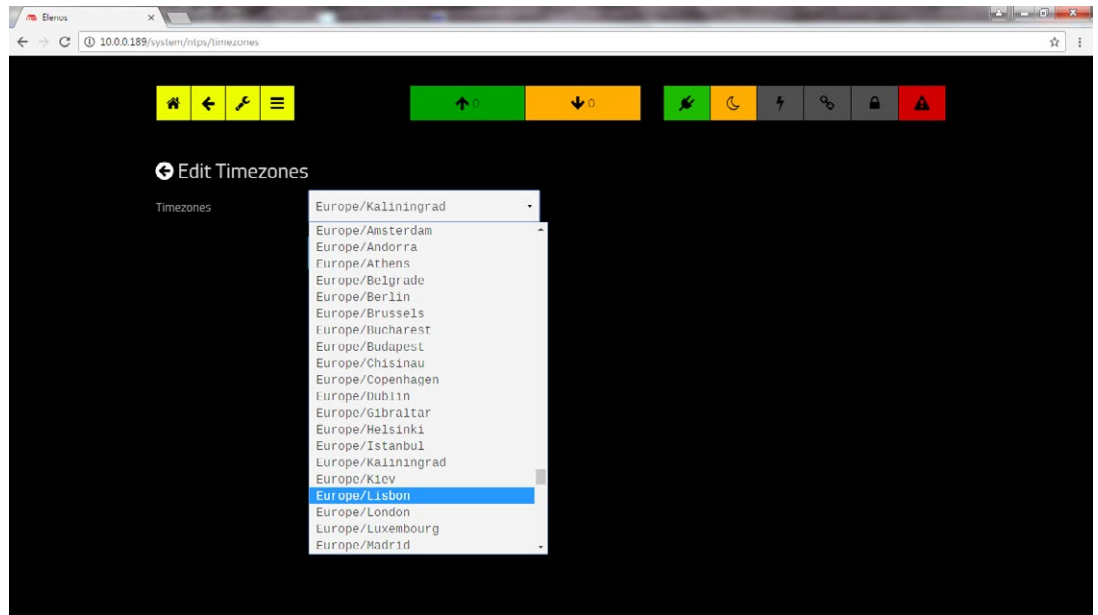 Elenos
10.0.0.189/system/ntps/timezones
0
0
Edit Timezones
Timezones
Europe/Kaliningrad
Europe/Amsterdam
Europe/Andorra
Europe/Athens
Europe/Belgrade
Europe/Berlin
Europe/Brussels
Europe/Bucharest
Europe/Budapest
Europe/Chisinau
Europe/Copenhagen
Europe/Dublin
Europe/Gibraltar
Europe/Helsinki
Europe/Istanbul
Europe/Kaliningrad
Europe/Kiev
Europe/Lisbon
Europe/London
Europe/Luxembourg
Europe/Madrid